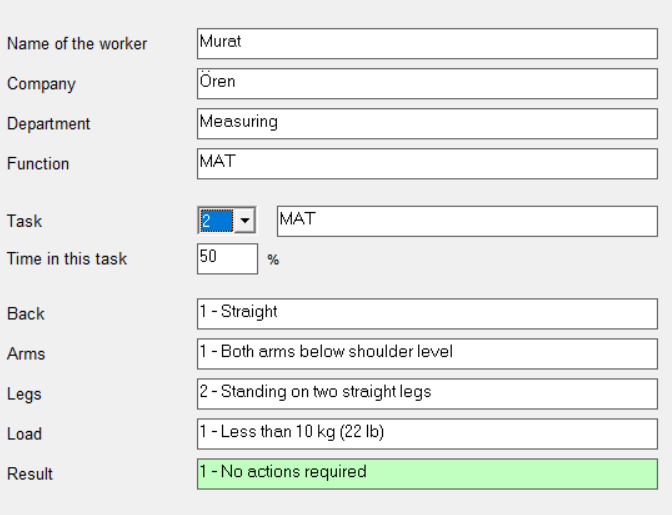 Name of the worker Murat
Company Ören
Department Measuring
Function MAT
Task 2 MAT
Time in this task 50 %
Back 1 - Straight
Arms 1 - Both arms below shoulder level
Legs 2 - Standing on two straight legs
Load 1 - Less than 10 kg (22 lb)
Result 1 - No actions required